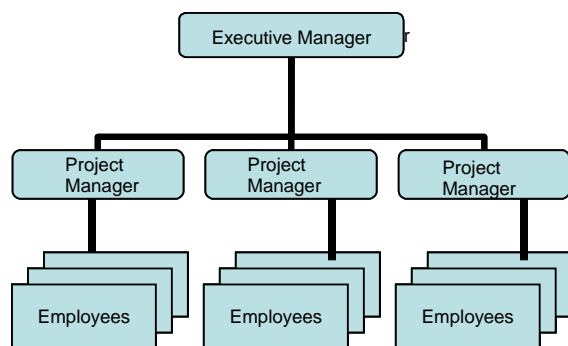 Executive Manager r
Project
Manager
Project
Manager
Project
Manager
Employees
Employees
Employees